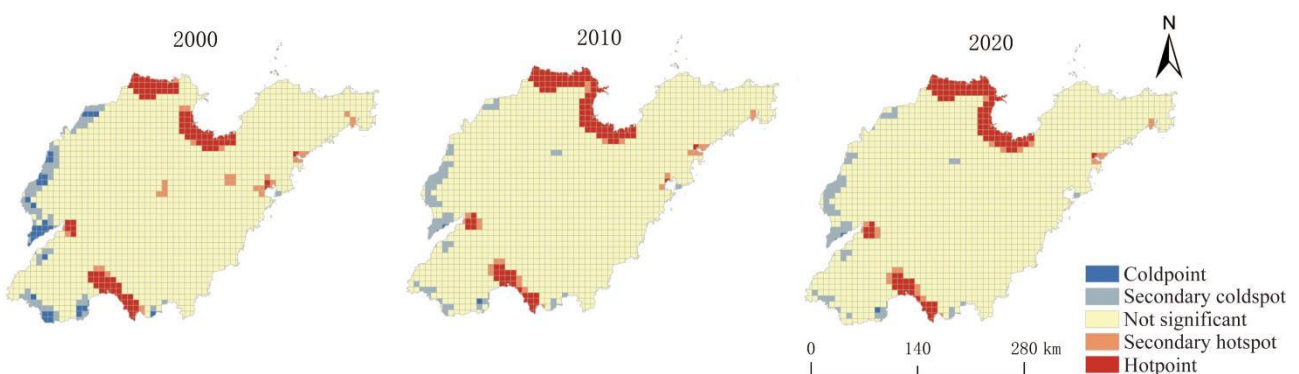 2000
2010
2020
N
Coldpoint
Secondary coldspot
Not significant
Secondary hotspot
Hotpoint
0 140 280 km